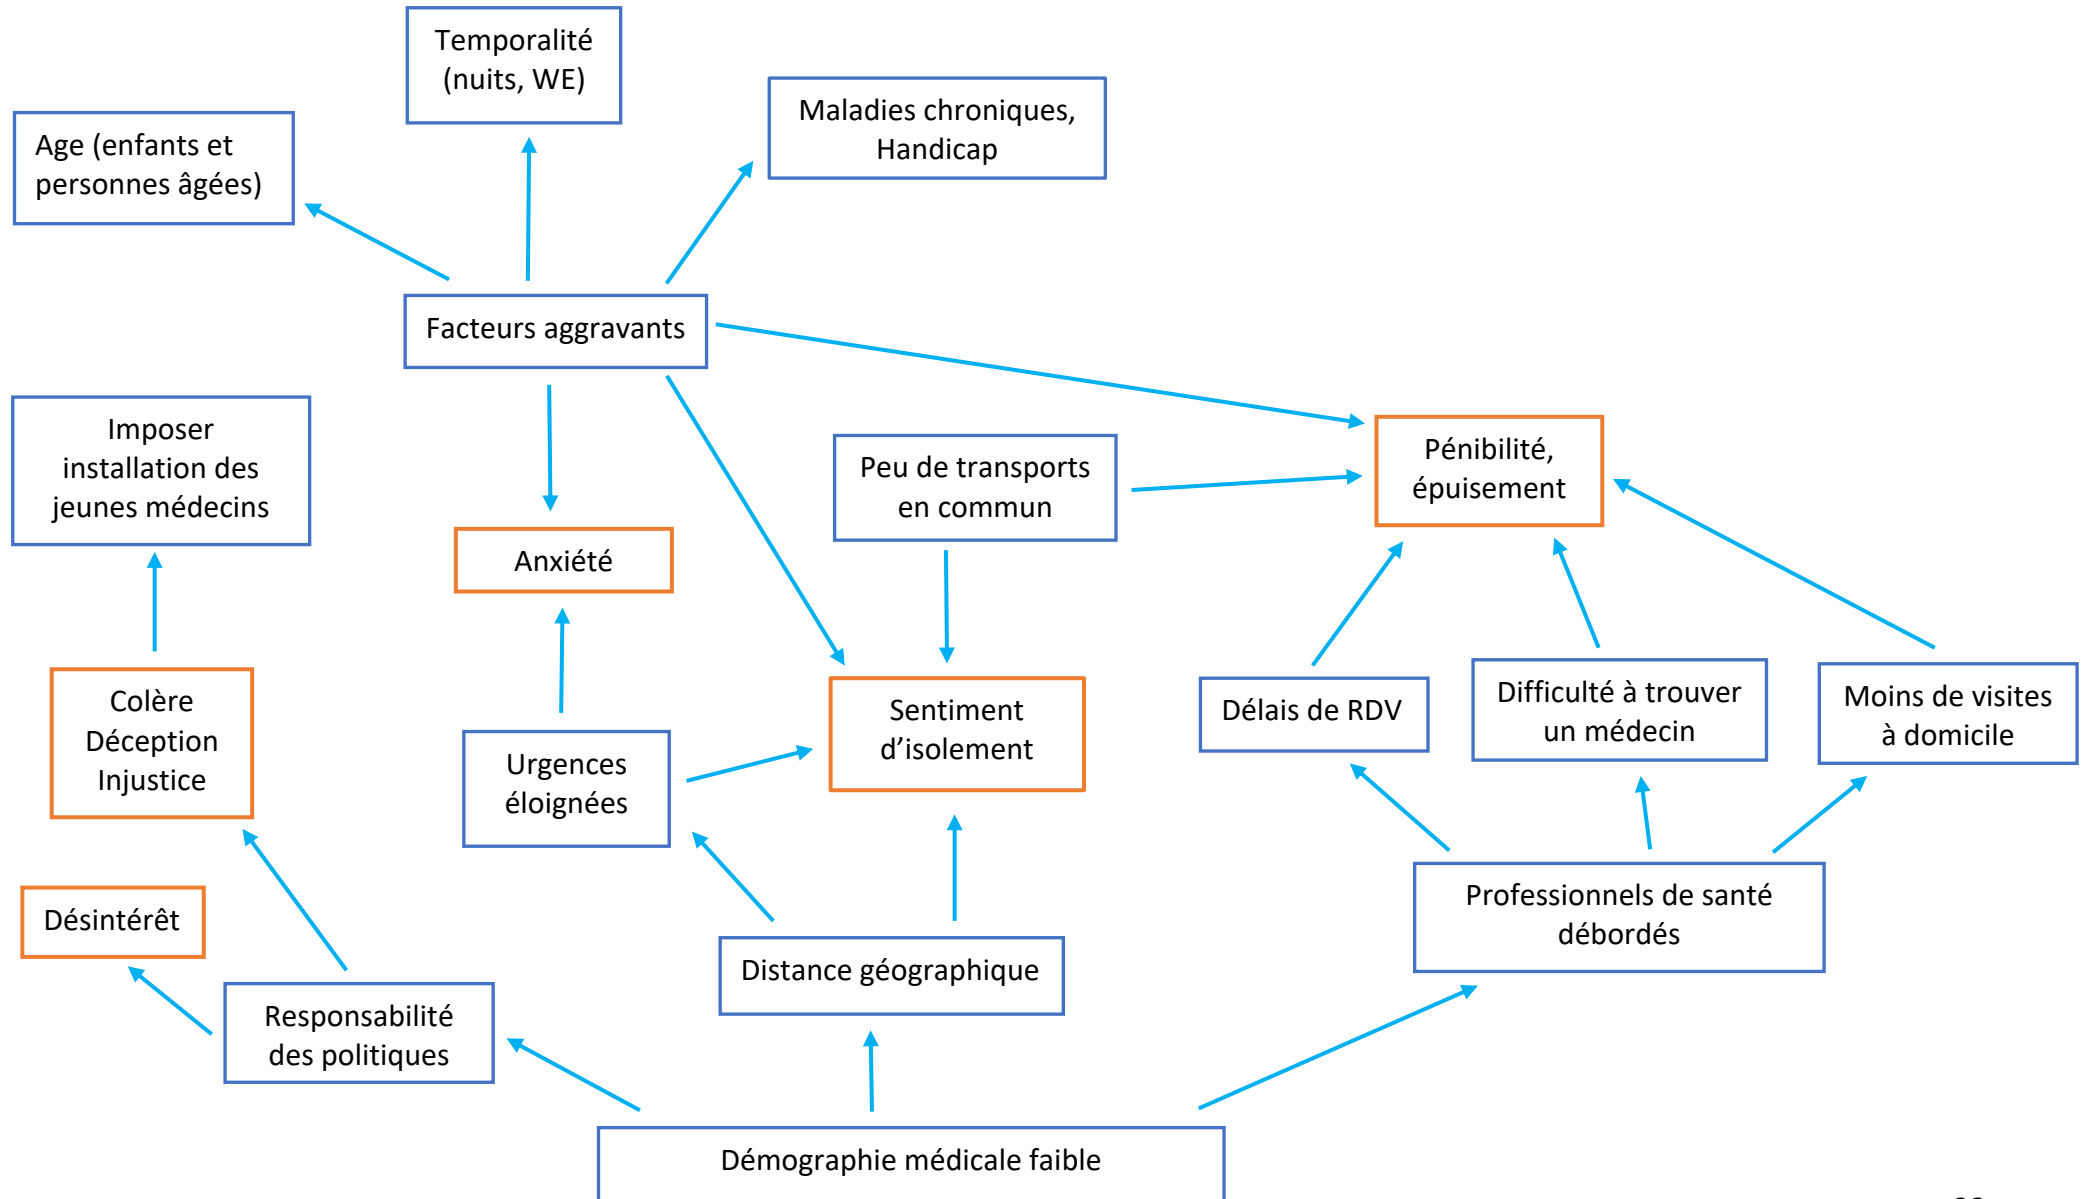 Temporalité
(nuits, WE)
Maladies chroniques,
Handicap
Age (enfants et
personnes âgées)
Facteurs aggravants
Imposer
installation des
jeunes médecins
Peu de transports
en commun
Pénibilité,
épuisement
Anxiété
Colère
Déception
Injustice
Sentiment
d’isolement
Délais de RDV
Difficulté à trouver
un médecin
Moins de visites
à domicile
Urgences
éloignées
Désintérêt
Professionnels de santé
débordés
Distance géographique
Responsabilité
des politiques
Démographie médicale faible